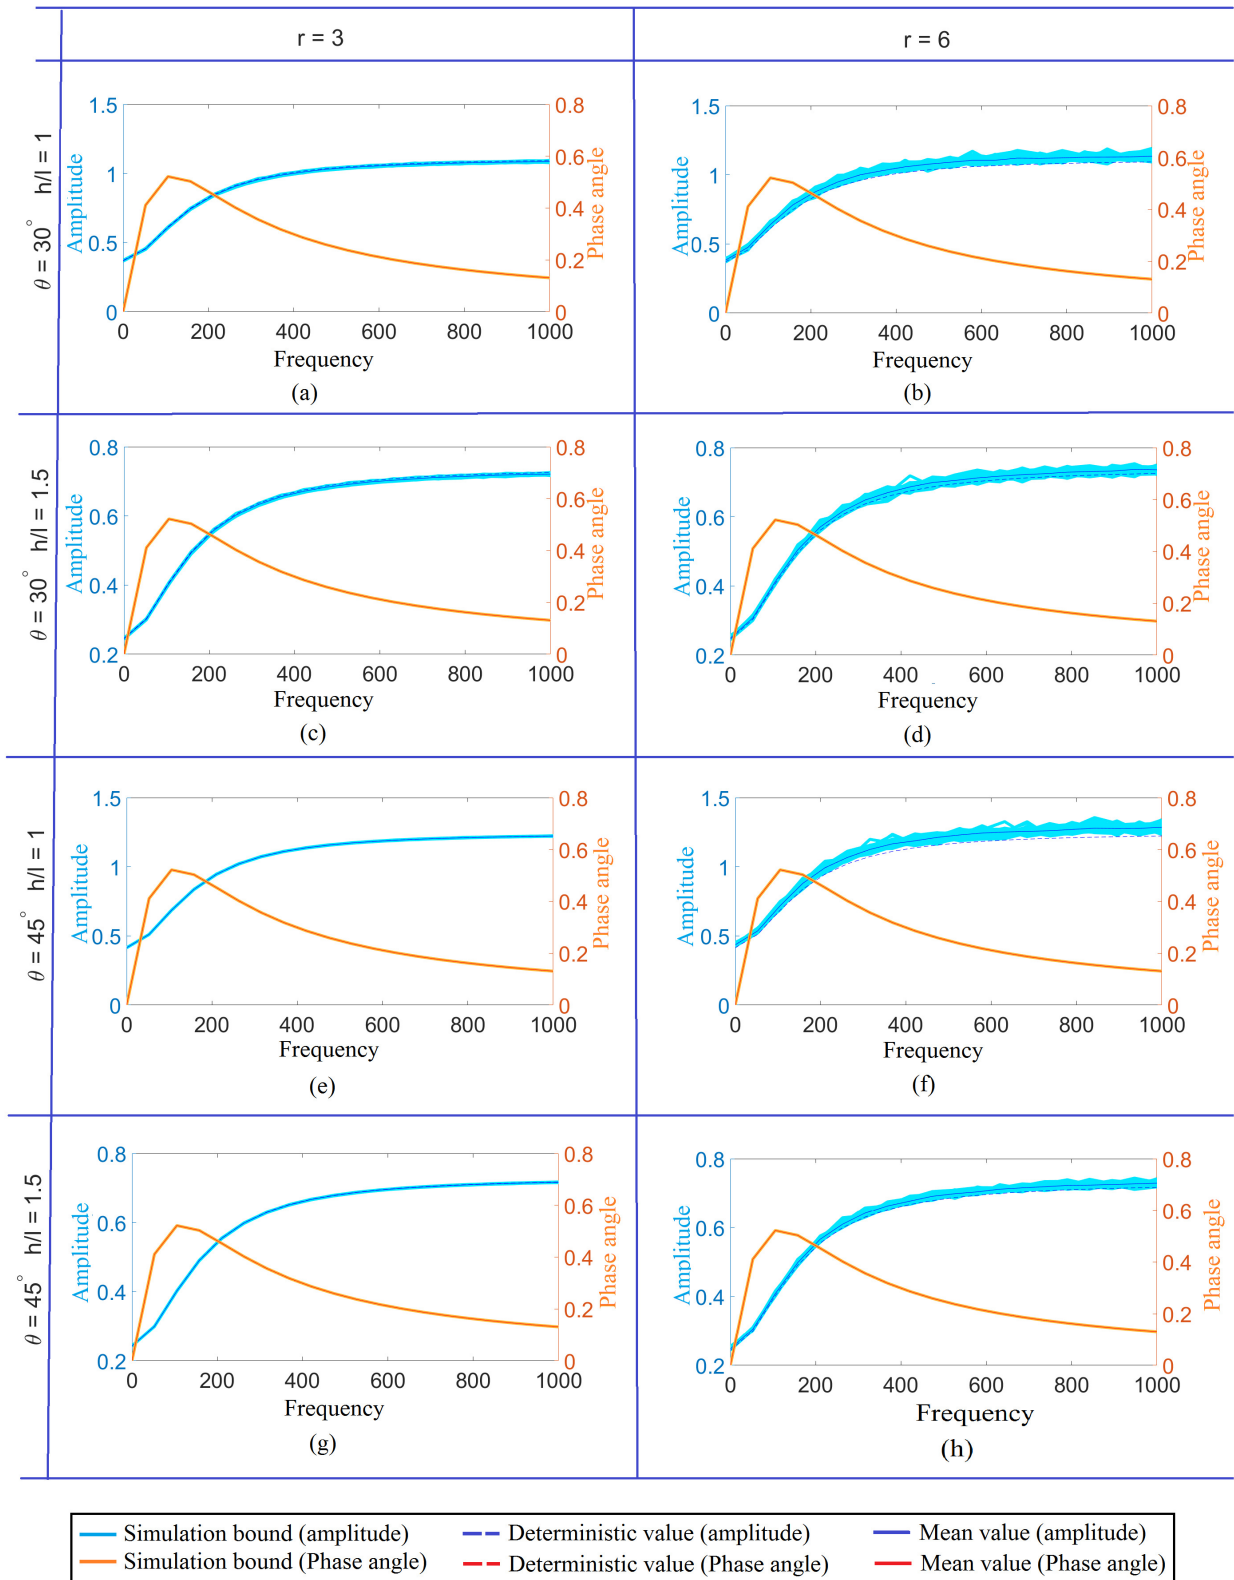 r = 3
r = 6
θ = 30° h/l = 1
1.5
1
0.5
0
Amplitude
0.8
0.6
0.4
0.2
0
Phase angle
0 200 400 600 800 1000
Frequency
(a)
1.5
1
0.5
0
Amplitude
0.8
0.6
0.4
0.2
0
Phase angle
0 200 400 600 800 1000
Frequency
(b)
θ = 30° h/l = 1.5
0.8
0.6
0.4
0.2
Amplitude
0.8
0.6
0.4
0.2
0
Phase angle
0 200 400 600 800 1000
Frequency
(c)
0.8
0.6
0.4
0.2
Amplitude
0.8
0.6
0.4
0.2
0
Phase angle
0 200 400 600 800 1000
Frequency
(d)
θ = 45° h/l = 1
1.5
1
0.5
0
Amplitude
0.8
0.6
0.4
0.2
0
Phase angle
0 200 400 600 800 1000
Frequency
(e)
1.5
1
0.5
0
Amplitude
0.8
0.6
0.4
0.2
0
Phase angle
0 200 400 600 800 1000
Frequency
(f)
θ = 45° h/l = 1.5
0.8
0.6
0.4
0.2
Amplitude
0.8
0.6
0.4
0.2
0
Phase angle
0 200 400 600 800 1000
Frequency
(g)
0.8
0.6
0.4
0.2
Amplitude
0.8
0.6
0.4
0.2
0
Phase angle
0 200 400 600 800 1000
Frequency
(h)
Simulation bound (amplitude) Deterministic value (amplitude) Mean value (amplitude)
Simulation bound (Phase angle) Deterministic value (Phase angle) Mean value (Phase angle)